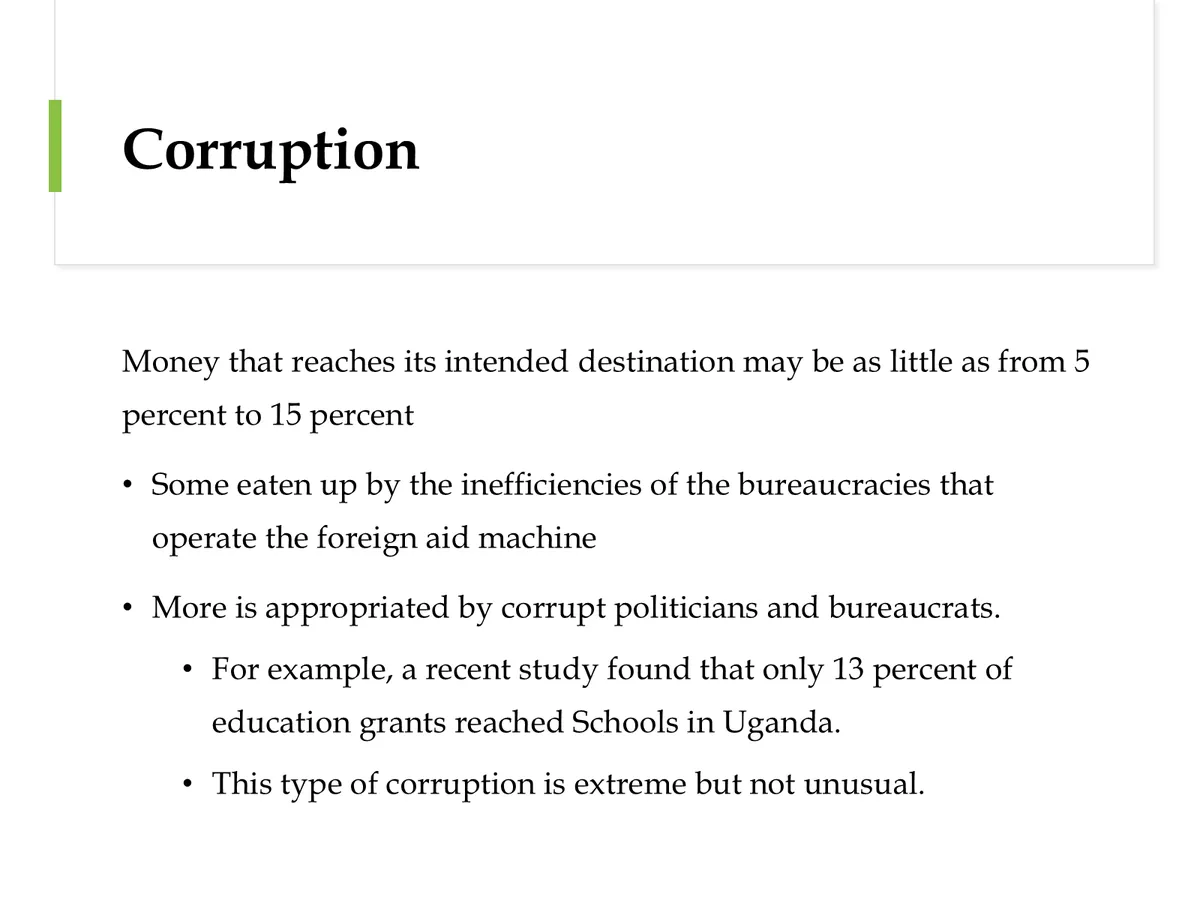 Corruption
Money that reaches its intended destination may be as little as from 5
percent to 15 percent
• Some eaten up by the inefficiencies of the bureaucracies that
operate the foreign aid machine
• More is appropriated by corrupt politicians and bureaucrats.
• For example, a recent study found that only 13 percent of
education grants reached Schools in Uganda.
• This type of corruption is extreme but not unusual.